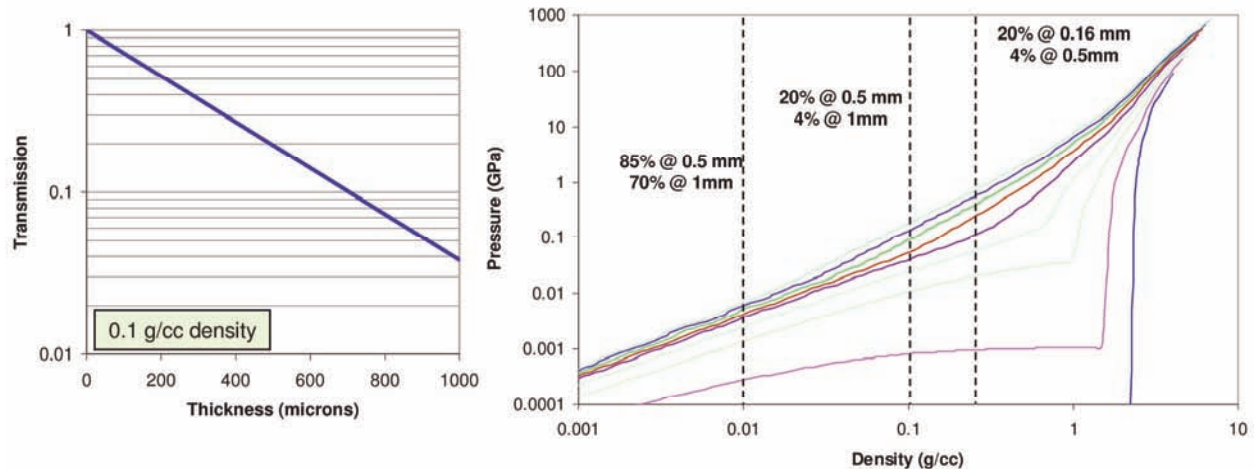 1
0.1
0.01
Transmission
0.1 g/cc density
0 200 400 600 800 1000
Thickness (microns)
1000
100
10
1
0.1
0.01
0.001
0.0001
Pressure (GPa)
85% @ 0.5 mm
70% @ 1mm
20% @ 0.5 mm
4% @ 1mm
20% @ 0.16 mm
4% @ 0.5mm
0.001 0.01 0.1 1 10
Density (g/cc)